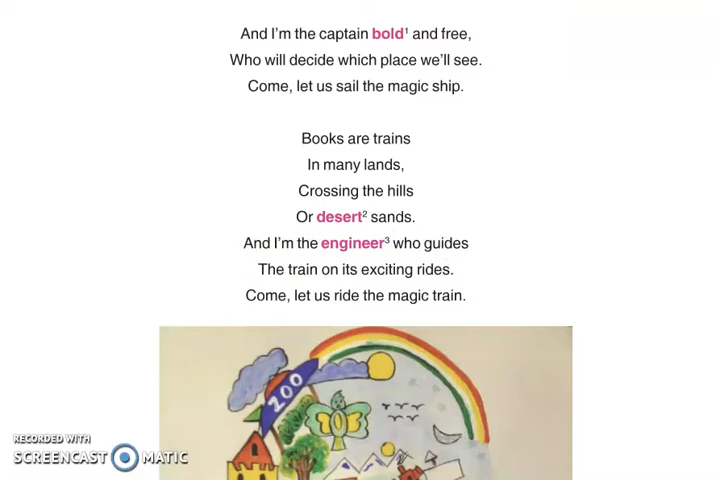 And I'm the captain bold¹ and free,
Who will decide which place we'll see.
Come, let us sail the magic ship.
Books are trains
In many lands,
Crossing the hills
Or desert² sands.
And I'm the engineer³ who guides
The train on its exciting rides.
Come, let us ride the magic train.
ZOO
RECORDED WITH
SCREENCAST MATIC